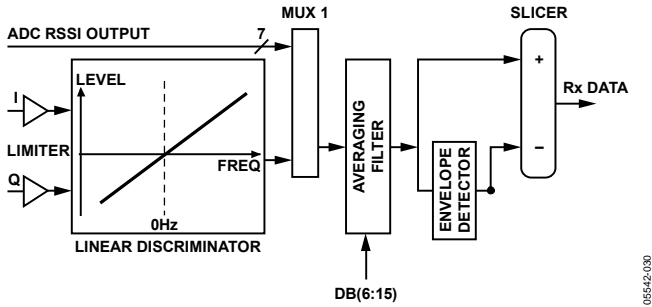 MUX 1
SLICER
ADC RSSI OUTPUT
7
LEVEL
I
LIMITER
Q
FREQ
0Hz
LINEAR DISCRIMINATOR
AVERAGING
FILTER
ENVELOPE
DETECTOR
+
−
Rx DATA
DB(6:15)
05542-030